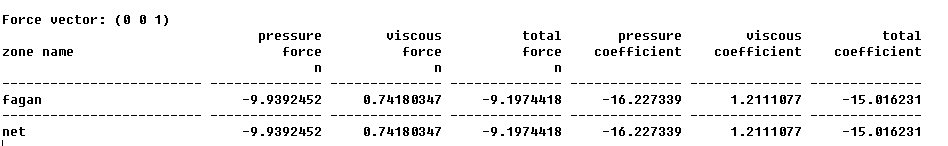 Force vector: (0 0 1)
pressure viscous total pressure viscous total
zone name force force force coefficient coefficient coefficient
n n n
------------------------- -------------- -------------- -------------- -------------- -------------- --------------
fagan -9.9392452 0.74180347 -9.1974418 -16.227339 1.2111077 -15.016231
------------------------- -------------- -------------- -------------- -------------- -------------- --------------
net -9.9392452 0.74180347 -9.1974418 -16.227339 1.2111077 -15.016231